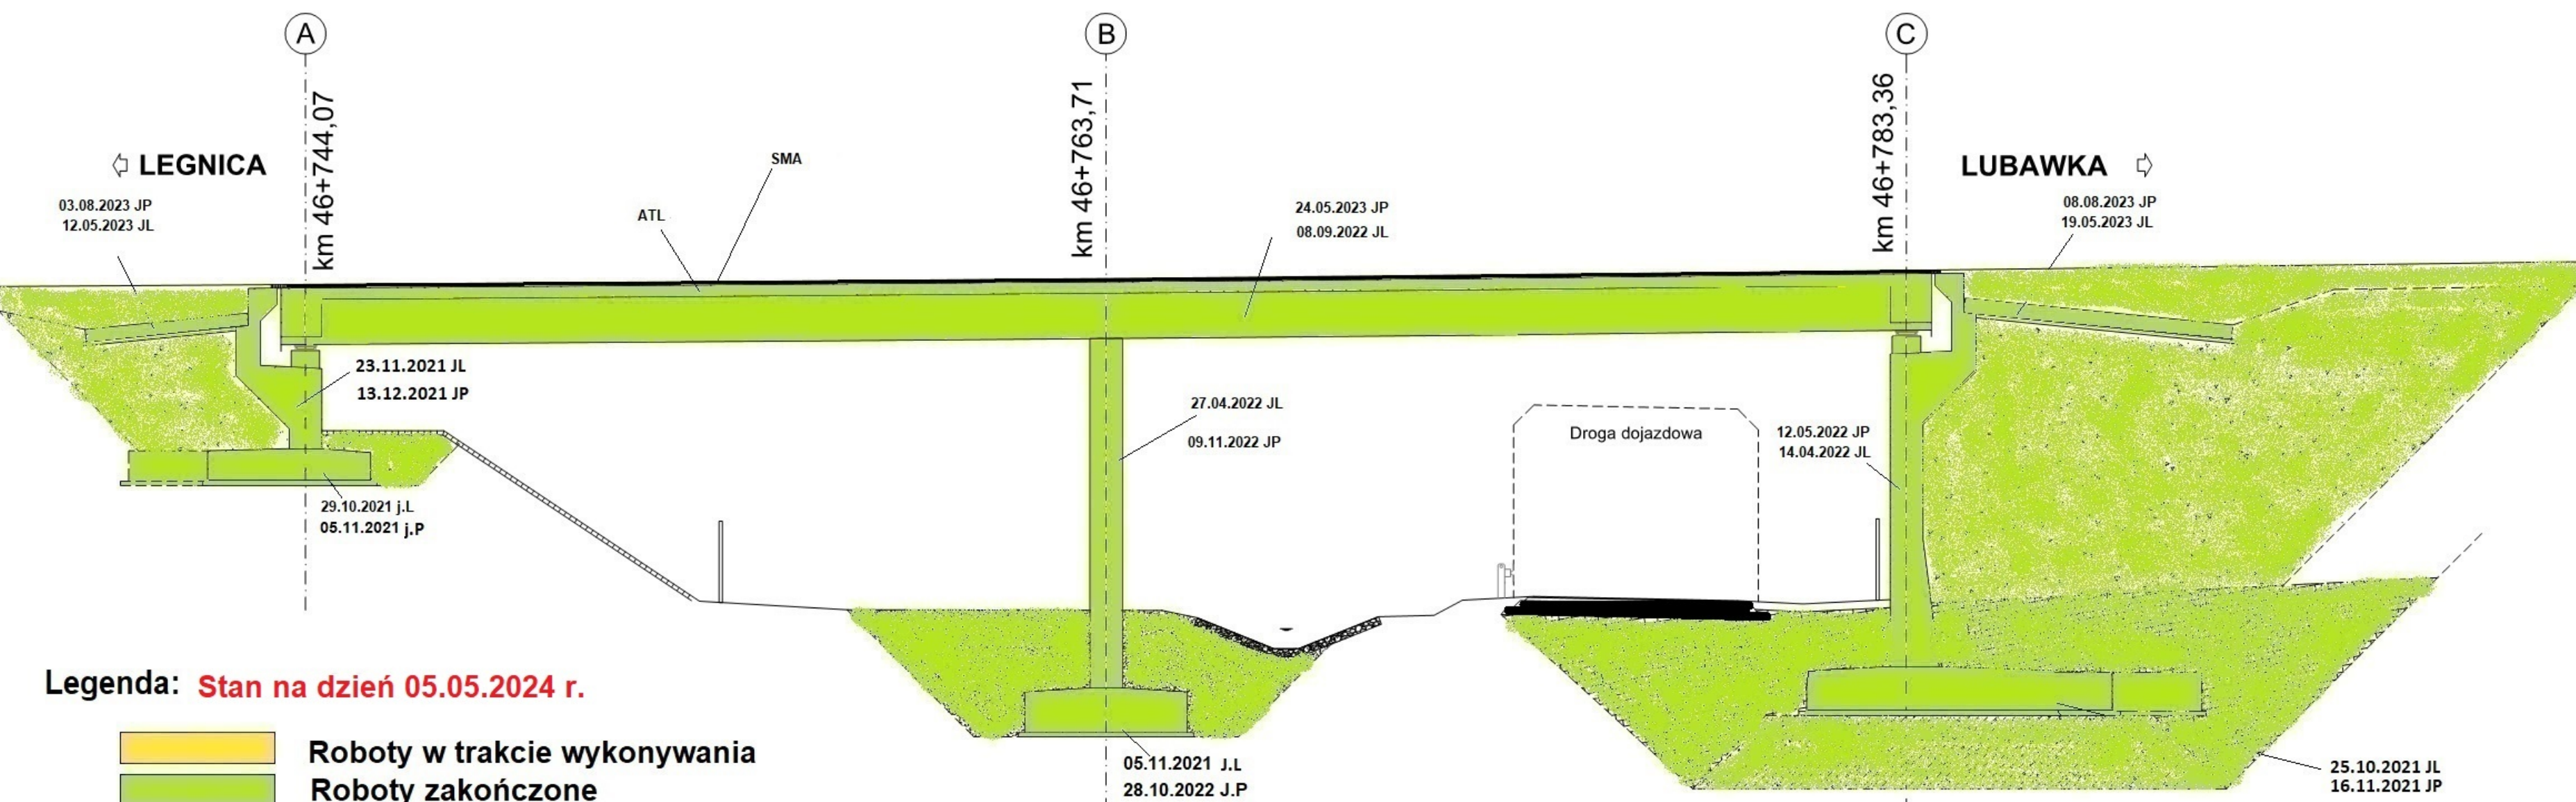 A
B
C
km 46+744,07
km 46+763,71
km 46+783,36
⇦ LEGNICA
LUBAWKA ⇨
SMA
ATL
03.08.2023 JP
12.05.2023 JL
24.05.2023 JP
08.09.2022 JL
08.08.2023 JP
19.05.2023 JL
23.11.2021 JL
13.12.2021 JP
27.04.2022 JL
09.11.2022 JP
Droga dojazdowa
12.05.2022 JP
14.04.2022 JL
29.10.2021 j.L
05.11.2021 j.P
Legenda: Stan na dzień 05.05.2024 r.
Roboty w trakcie wykonywania
Roboty zakończone
05.11.2021 J.L
28.10.2022 J.P
25.10.2021 JL
16.11.2021 JP